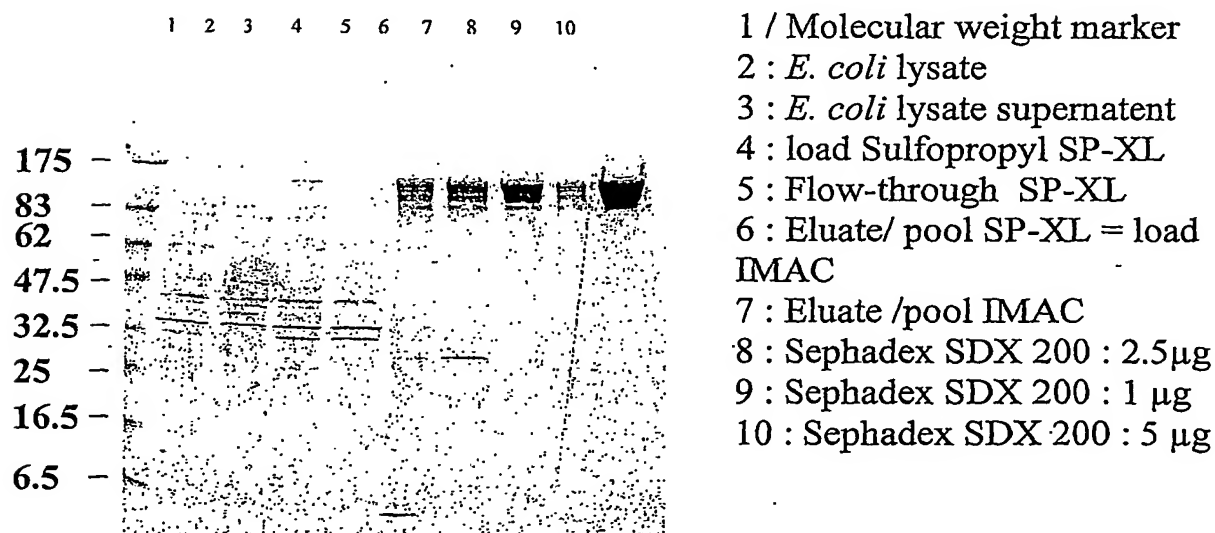 1 2 3 4 5 6 7 8 9 10
175
83
62
47.5
32.5
25
16.5
6.5
1 / Molecular weight marker
2 : E. coli lysate
3 : E. coli lysate supernatent
4 : load Sulfopropyl SP-XL
5 : Flow-through SP-XL
6 : Eluate/ pool SP-XL = load
IMAC
7 : Eluate /pool IMAC
8 : Sephadex SDX 200 : 2.5µg
9 : Sephadex SDX 200 : 1 µg
10 : Sephadex SDX 200 : 5 µg